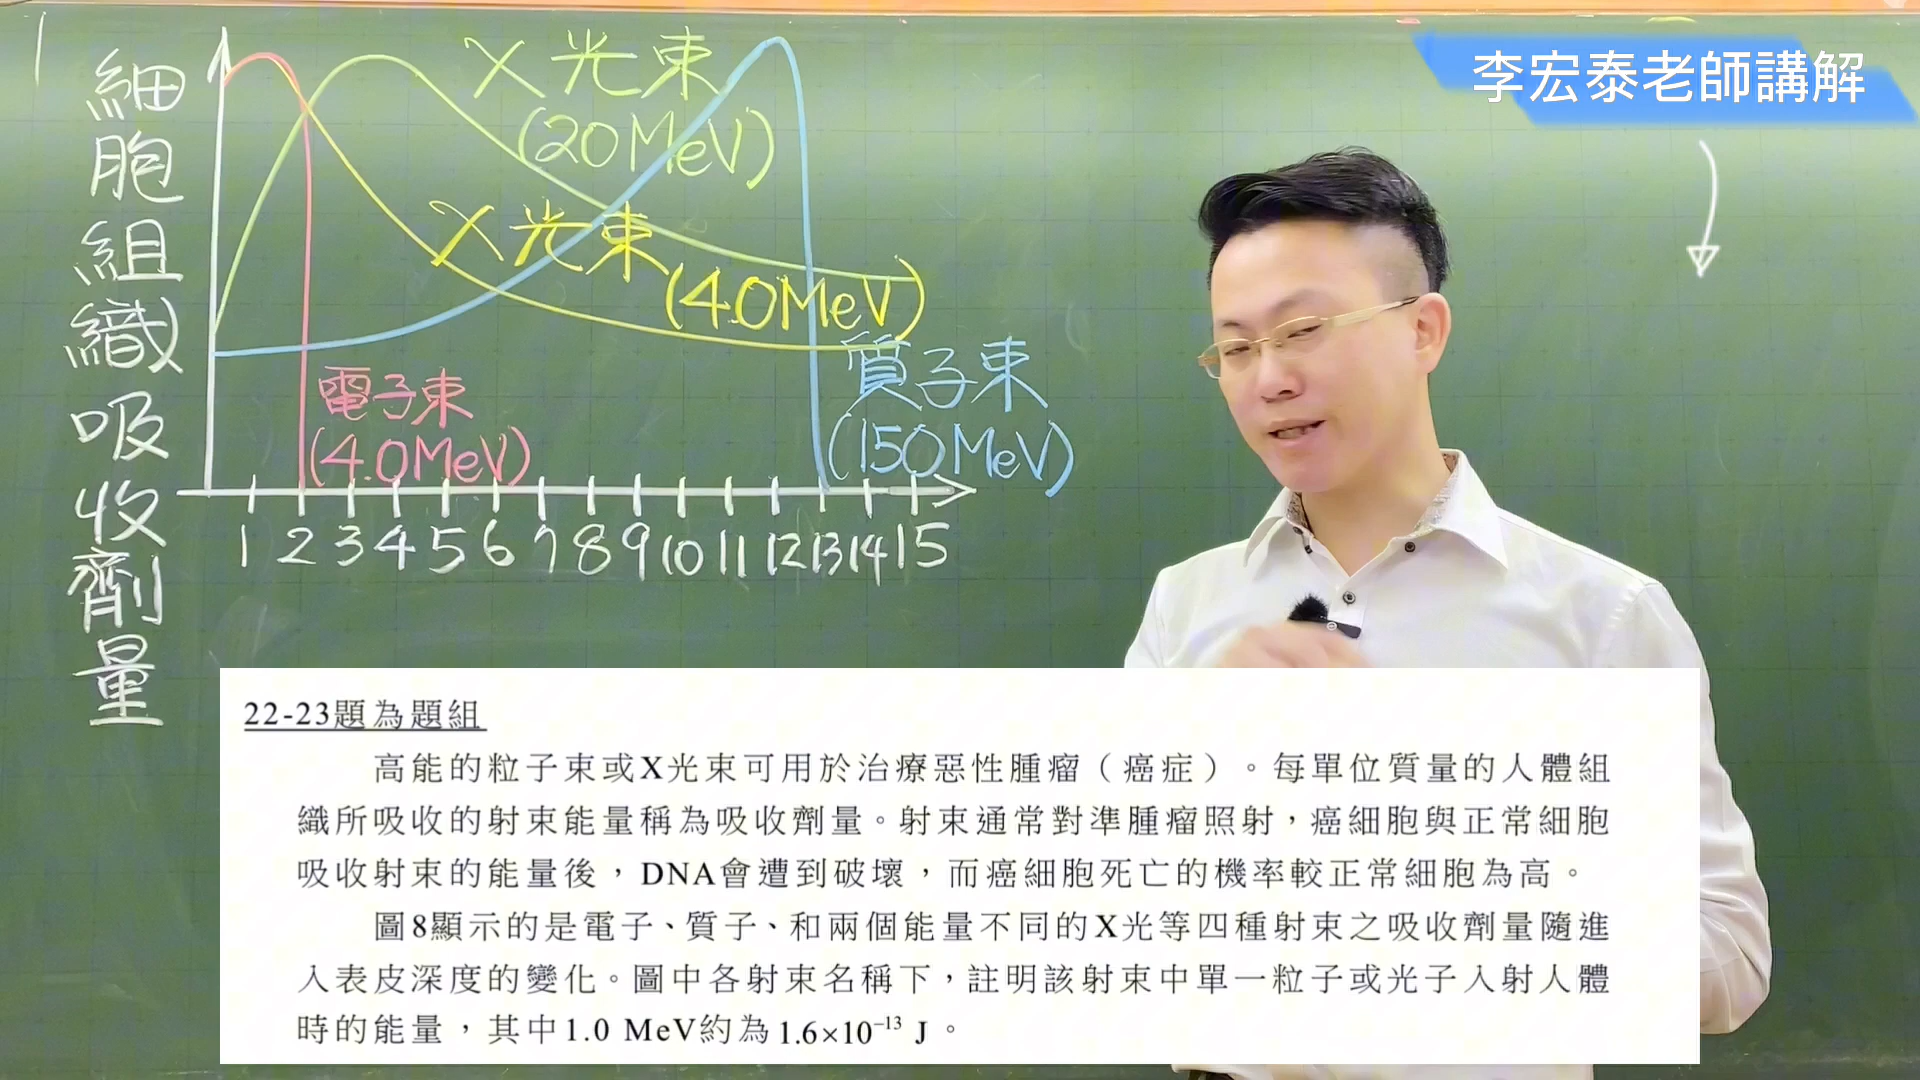 李宏泰老師講解
細胞組織吸收劑量
X光束
(20MeV)
X光束
(4.0MeV)
電子束
(4.0MeV)
質子束
(150MeV)
1 2 3 4 5 6 7 8 9 10 11 12 13 14 15
22-23題為題組
高能的粒子束或X光束可用於治療惡性腫瘤（癌症）。每單位質量的人體組
織所吸收的射束能量稱為吸收劑量。射束通常對準腫瘤照射，癌細胞與正常細胞
吸收射束的能量後，DNA會遭到破壞，而癌細胞死亡的機率較正常細胞為高。
圖8顯示的是電子、質子、和兩個能量不同的X光等四種射束之吸收劑量隨進
入表皮深度的變化。圖中各射束名稱下，註明該射束中單一粒子或光子入射人體
時的能量，其中1.0 MeV約為1.6×10⁻¹³ J。